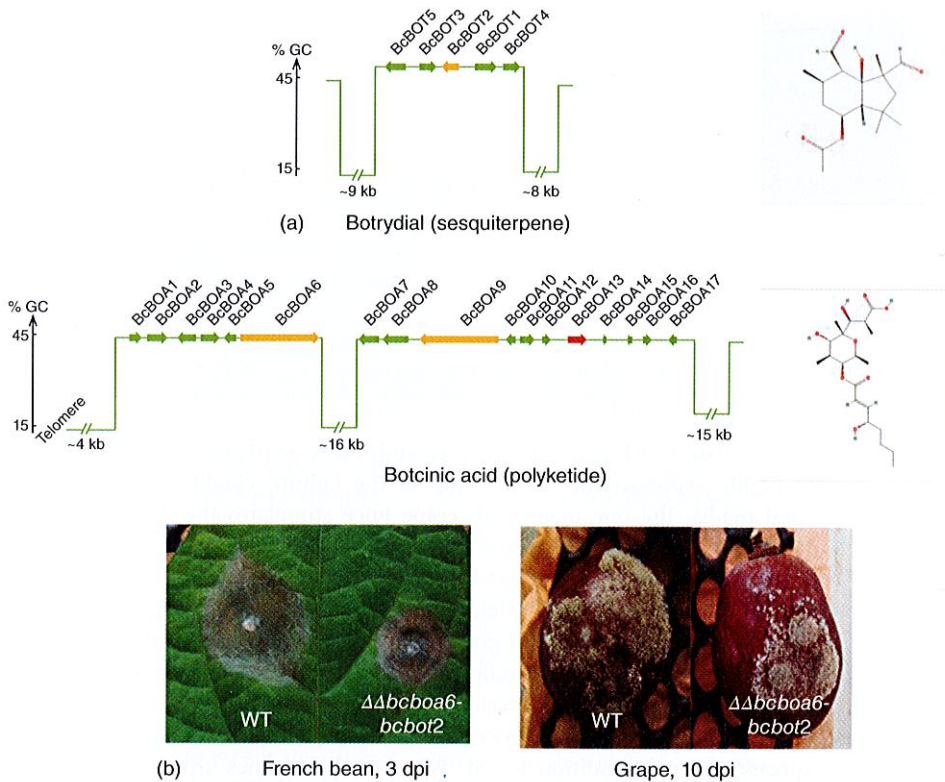 BcBOT5 BcBOT3 BcBOT2 BcBOT1 BcBOT4
% GC
45
15
~9 kb ~8 kb
(a) Botrydial (sesquiterpene)
BcBOA1 BcBOA2 BcBOA3 BcBOA4 BcBOA5 BcBOA6 BcBOA7 BcBOA8 BcBOA9 BcBOA10 BcBOA11 BcBOA12 BcBOA13 BcBOA14 BcBOA15 BcBOA16 BcBOA17
% GC
45
15
Telomere
~4 kb ~16 kb ~15 kb
Botcinic acid (polyketide)
WT ΔΔbcboa6-
bcbot2
WT ΔΔbcboa6-
bcbot2
(b) French bean, 3 dpi Grape, 10 dpi